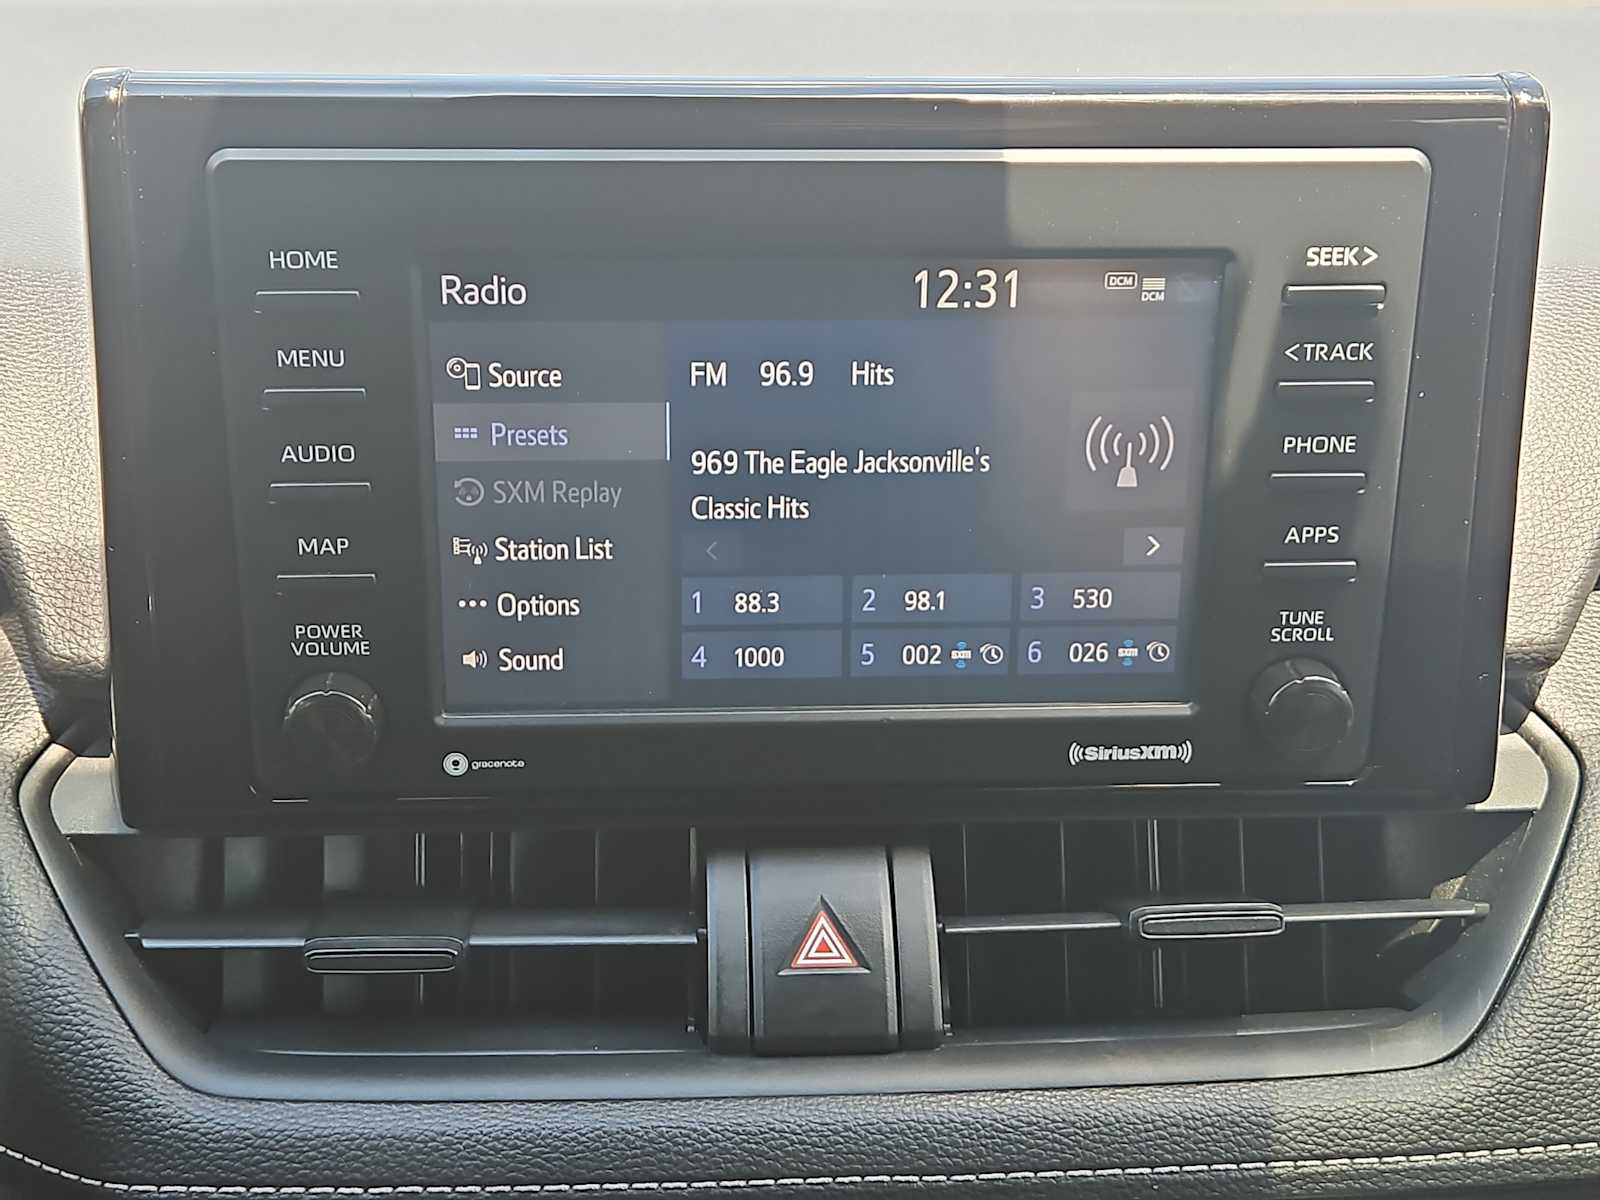 HOME
MENU
AUDIO
MAP
POWER
VOLUME
Radio
12:31
DCM
DCM
Source
Presets
SXM Replay
Station List
Options
Sound
FM 96.9 Hits
969 The Eagle Jacksonville's
Classic Hits
< >
1 88.3
2 98.1
3 530
4 1000
5 002 SXM
6 026 SXM
gracenote
((SiriusXM))
SEEK>
<TRACK
PHONE
APPS
TUNE
SCROLL